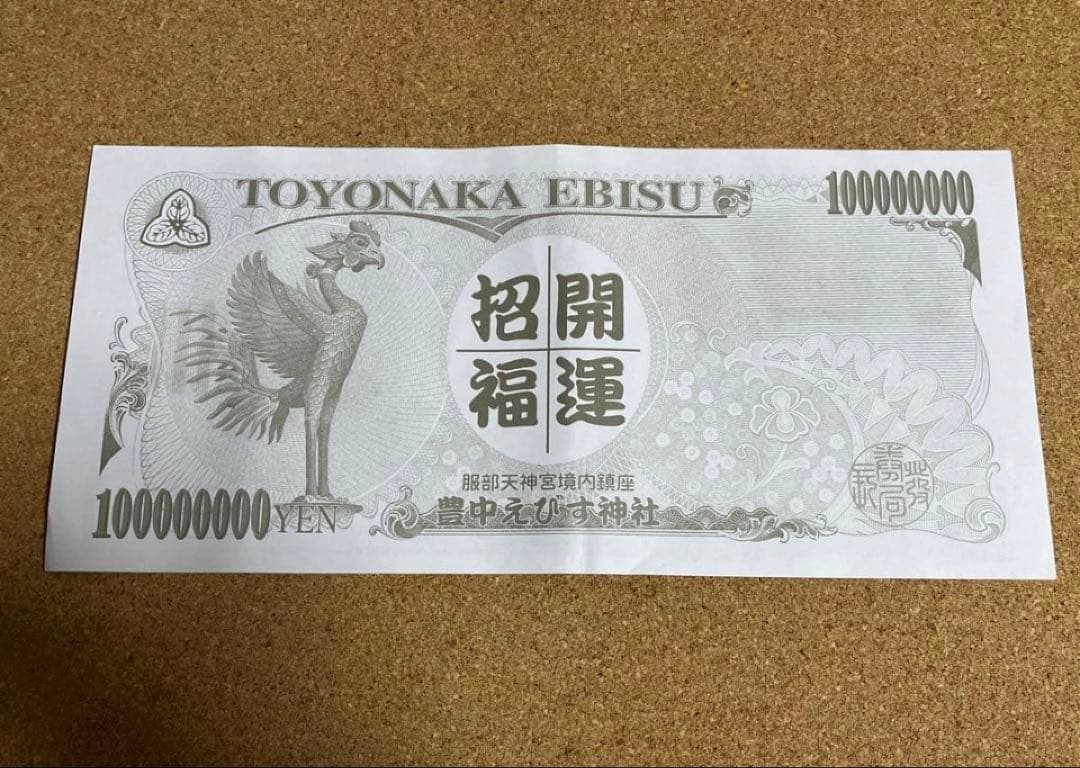 TOYONAKA EBISU
100000000
開運
招福
服部天神宮境内鎮座
豊中えびす神社
100000000YEN